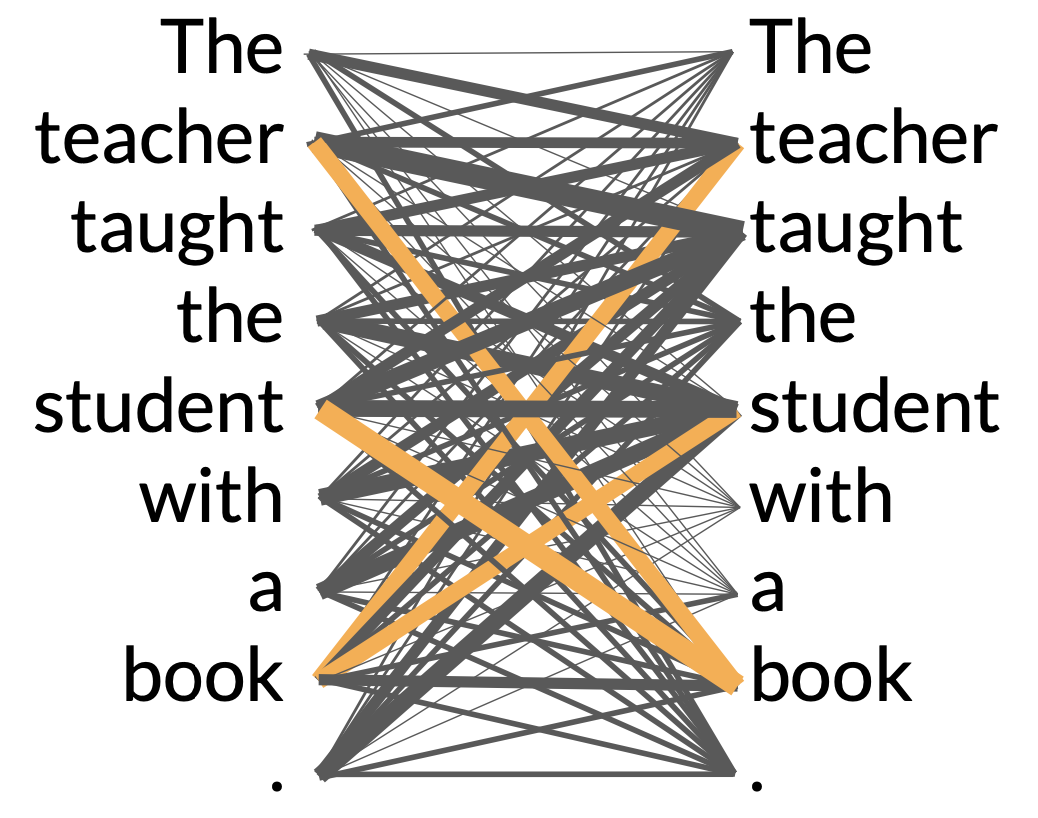 The The
teacher teacher
taught taught
the the
student student
with with
a a
book book
. .